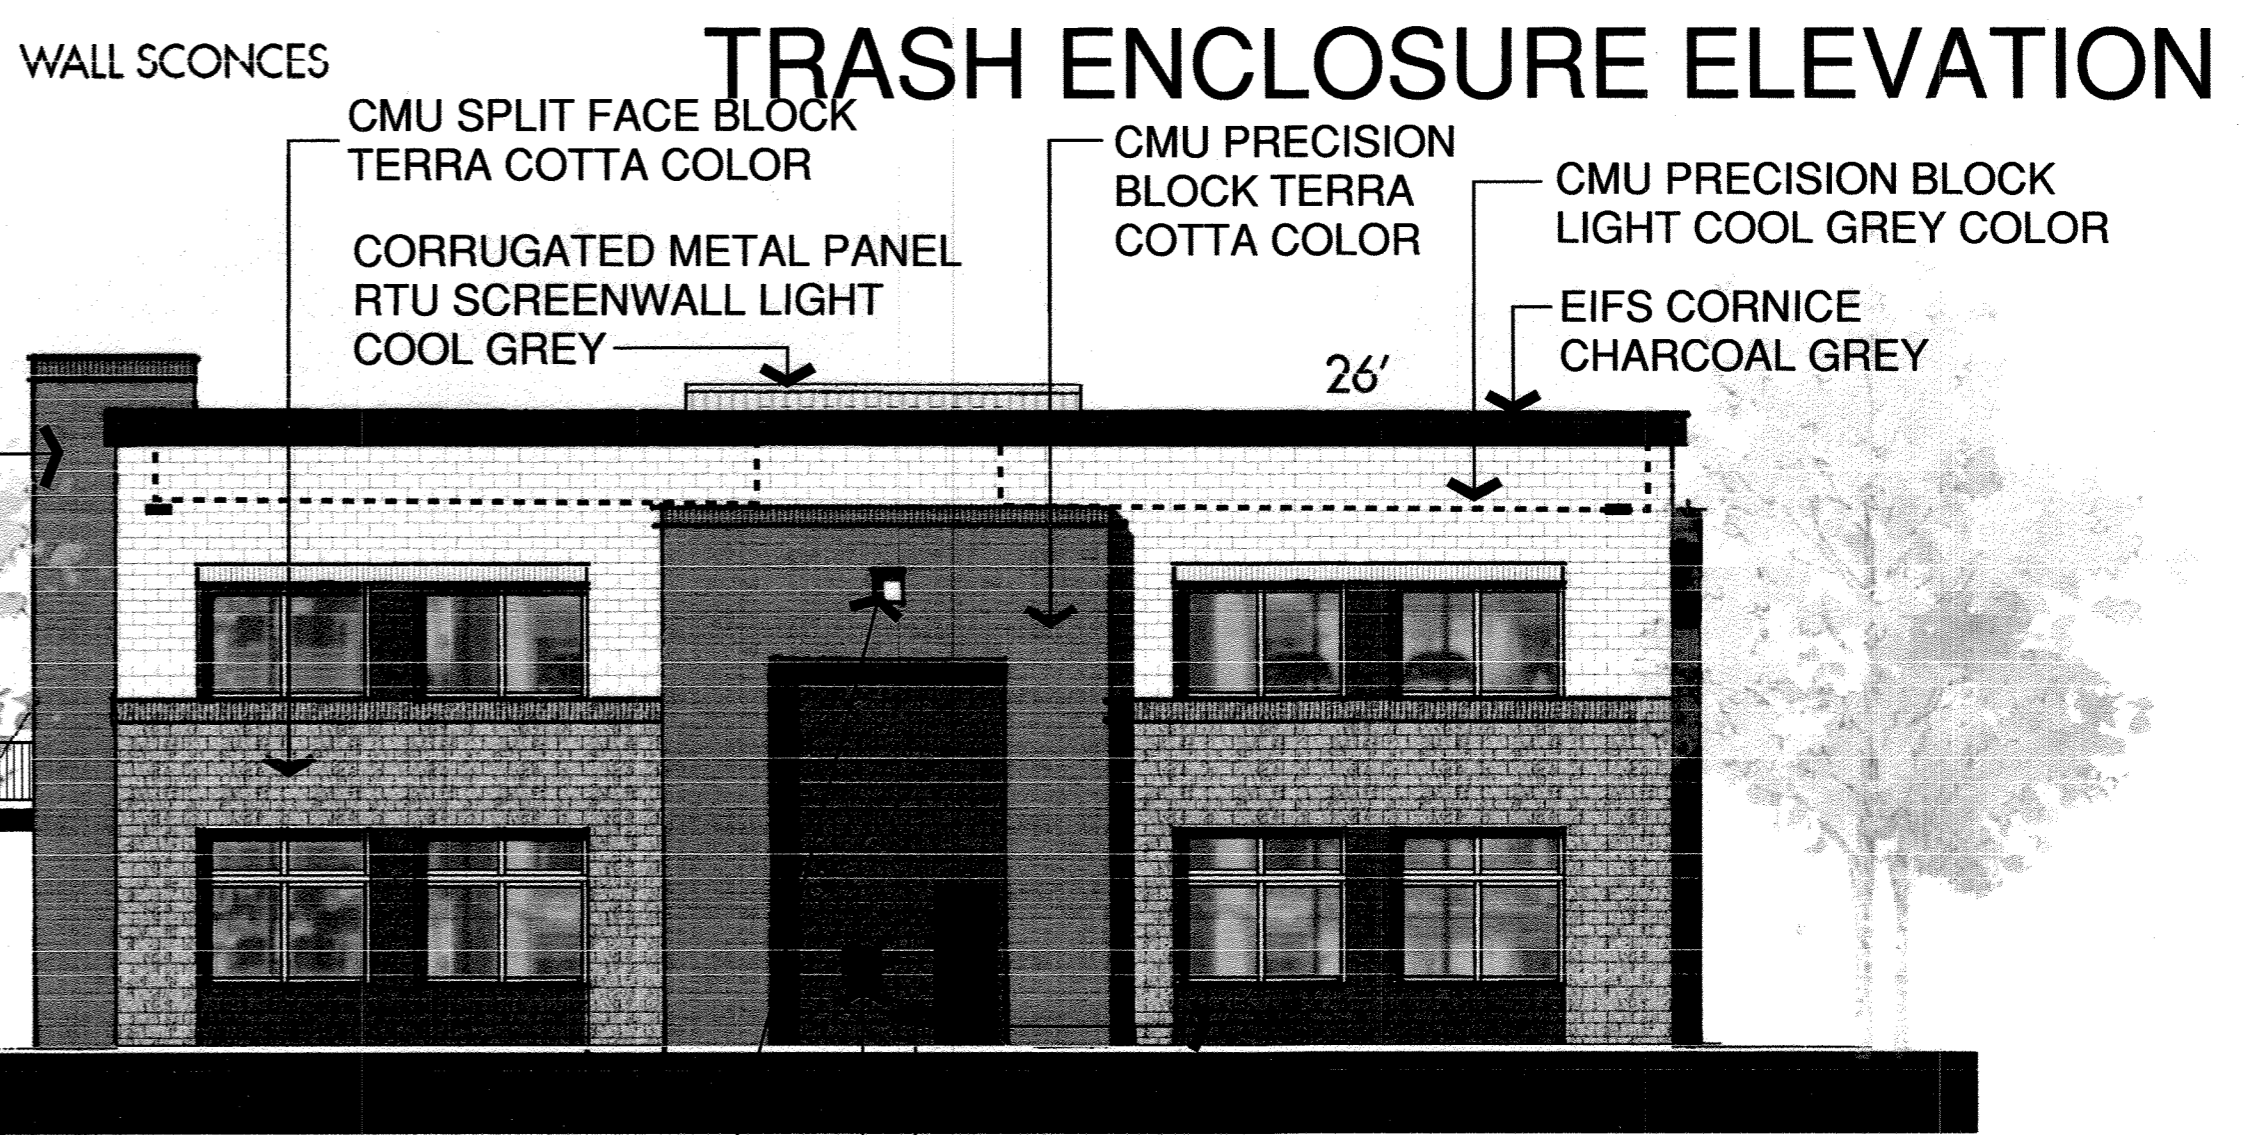 TRASH ENCLOSURE ELEVATION
WALL SCONCES
CMU SPLIT FACE BLOCK
TERRA COTTA COLOR
CORRUGATED METAL PANEL
RTU SCREENWALL LIGHT
COOL GREY
CMU PRECISION
BLOCK TERRA
COTTA COLOR
CMU PRECISION BLOCK
LIGHT COOL GREY COLOR
EIFS CORNICE
CHARCOAL GREY
26'